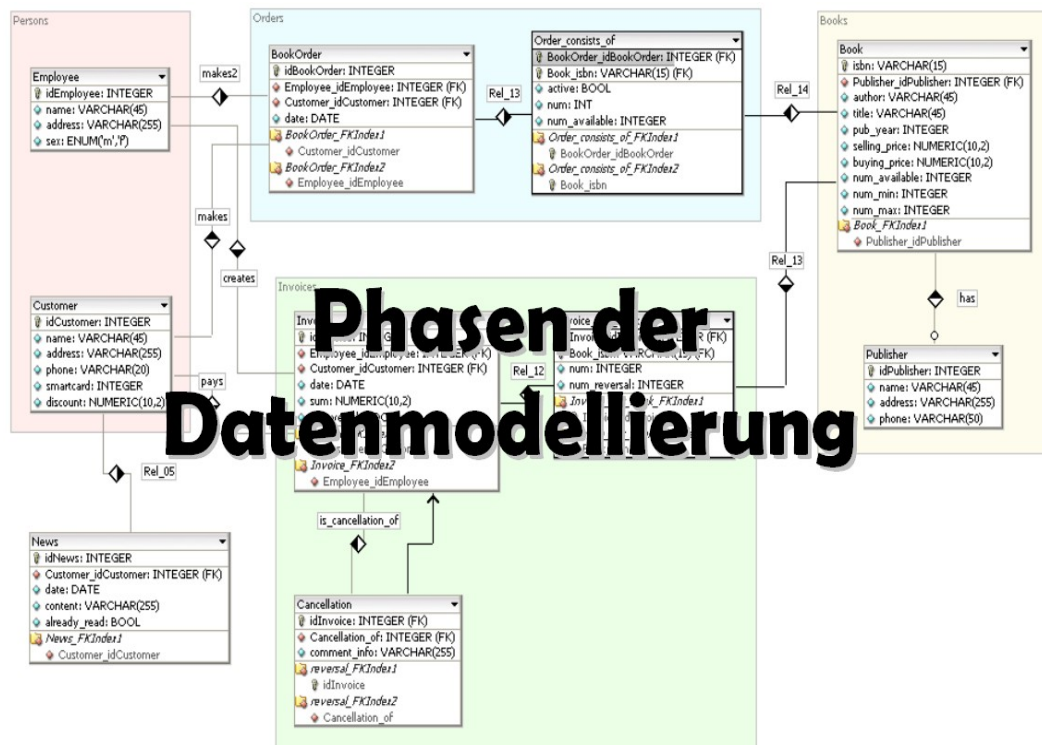 Persons
Employee
idEmployee: INTEGER
name: VARCHAR(45)
address: VARCHAR(255)
sex: ENUM('m','f')
makes2
Orders
BookOrder
idBookOrder: INTEGER
Employee_idEmployee: INTEGER (FK)
Customer_idCustomer: INTEGER (FK)
date: DATE
BookOrder_FKIndex1
Customer_idCustomer
BookOrder_FKIndex2
Employee_idEmployee
Rel_13
Order_consists_of
BookOrder_idBookOrder: INTEGER (FK)
Book_isbn: VARCHAR(15) (FK)
active: BOOL
num: INT
num_available: INTEGER
Order_consists_of_FKIndex1
BookOrder_idBookOrder
Order_consists_of_FKIndex2
Book_isbn
Rel_14
Books
Book
isbn: VARCHAR(15)
Publisher_idPublisher: INTEGER (FK)
author: VARCHAR(45)
title: VARCHAR(45)
pub_year: INTEGER
selling_price: NUMERIC(10,2)
buying_price: NUMERIC(10,2)
num_available: INTEGER
num_min: INTEGER
num_max: INTEGER
Book_FKIndex1
Publisher_idPublisher
makes
creates
Rel_13
has
Phasen der
Datenmodellierung
Customer
idCustomer: INTEGER
name: VARCHAR(45)
address: VARCHAR(255)
phone: VARCHAR(20)
smartcard: INTEGER
discount: NUMERIC(10,2)
pays
Invoices
Employee_idEmployee: INTEGER (FK)
Customer_idCustomer: INTEGER (FK)
date: DATE
sum: NUMERIC(10,2)
Invoice_FKIndex2
Employee_idEmployee
Rel_12
(FK)
Book_isbn: VARCHAR(15) (FK)
num: INTEGER
num_reversal: INTEGER
Publisher
idPublisher: INTEGER
name: VARCHAR(45)
address: VARCHAR(255)
phone: VARCHAR(50)
Rel_05
is_cancellation_of
News
idNews: INTEGER
Customer_idCustomer: INTEGER (FK)
date: DATE
content: VARCHAR(255)
already_read: BOOL
News_FKIndex1
Customer_idCustomer
Cancellation
idInvoice: INTEGER (FK)
Cancellation_of: INTEGER (FK)
comment_info: VARCHAR(255)
reversal_FKIndex1
idInvoice
reversal_FKIndex2
Cancellation_of